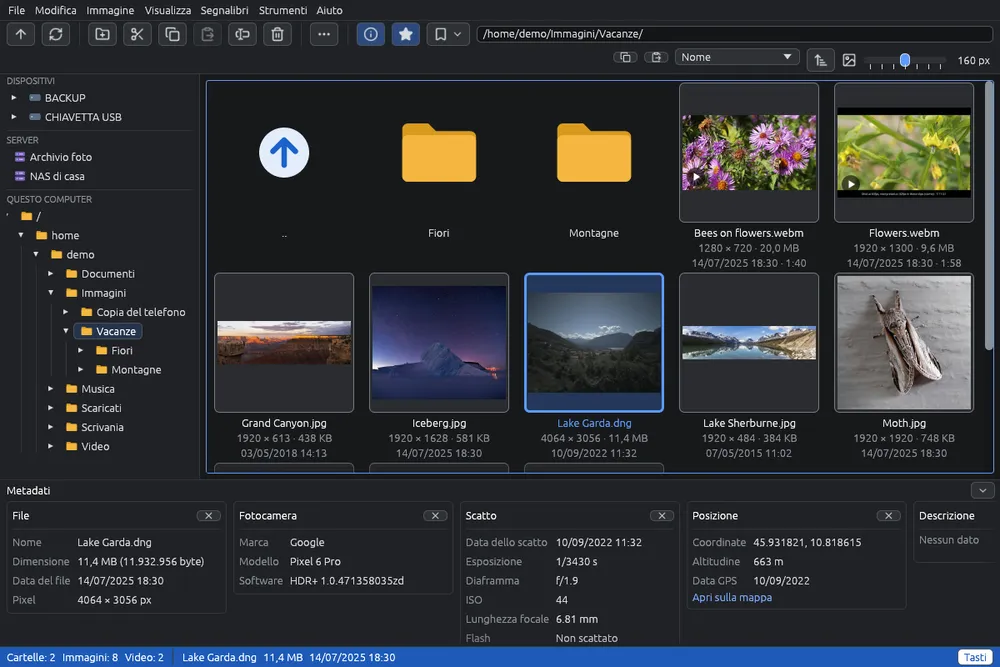 File Modifica Immagine Visualizza Segnalibri Strumenti Aiuto
/home/demo/Immagini/Vacanze/
Nome
160 px
DISPOSITIVI
BACKUP
CHIAVETTA USB
SERVER
Archivio foto
NAS di casa
QUESTO COMPUTER
/
home
demo
Documenti
Immagini
Copia del telefono
Vacanze
Fiori
Montagne
Musica
Scaricati
Scrivania
Video
..
Fiori
Montagne
Bees on flowers.webm
1280 × 720 · 20,0 MB
14/07/2025 18:30 · 1:40
Flowers.webm
1920 × 1300 · 9,6 MB
14/07/2025 18:30 · 1:58
Grand Canyon.jpg
1920 × 613 · 438 KB
03/05/2018 14:13
Iceberg.jpg
1920 × 1628 · 581 KB
14/07/2025 18:30
Lake Garda.dng
4064 × 3056 · 11,4 MB
10/09/2022 11:32
Lake Sherburne.jpg
1920 × 484 · 384 KB
07/05/2015 11:02
Moth.jpg
1920 × 1920 · 748 KB
14/07/2025 18:30
Metadati
File
Nome Lake Garda.dng
Dimensione 11,4 MB (11.932.956 byte)
Data del file 14/07/2025 18:30
Pixel 4064 × 3056 px
Fotocamera
Marca Google
Modello Pixel 6 Pro
Software HDR+ 1.0.471358035zd
Scatto
Data dello scatto 10/09/2022 11:32
Esposizione 1/3430 s
Diaframma f/1.9
ISO 44
Lunghezza focale 6.81 mm
Flash Non scattato
Posizione
Coordinate 45.931821, 10.818615
Altitudine 663 m
Data GPS 10/09/2022
Apri sulla mappa
Descrizione
Nessun dato
Cartelle: 2 Immagini: 8 Video: 2 Lake Garda.dng 11,4 MB 14/07/2025 18:30
Tasti